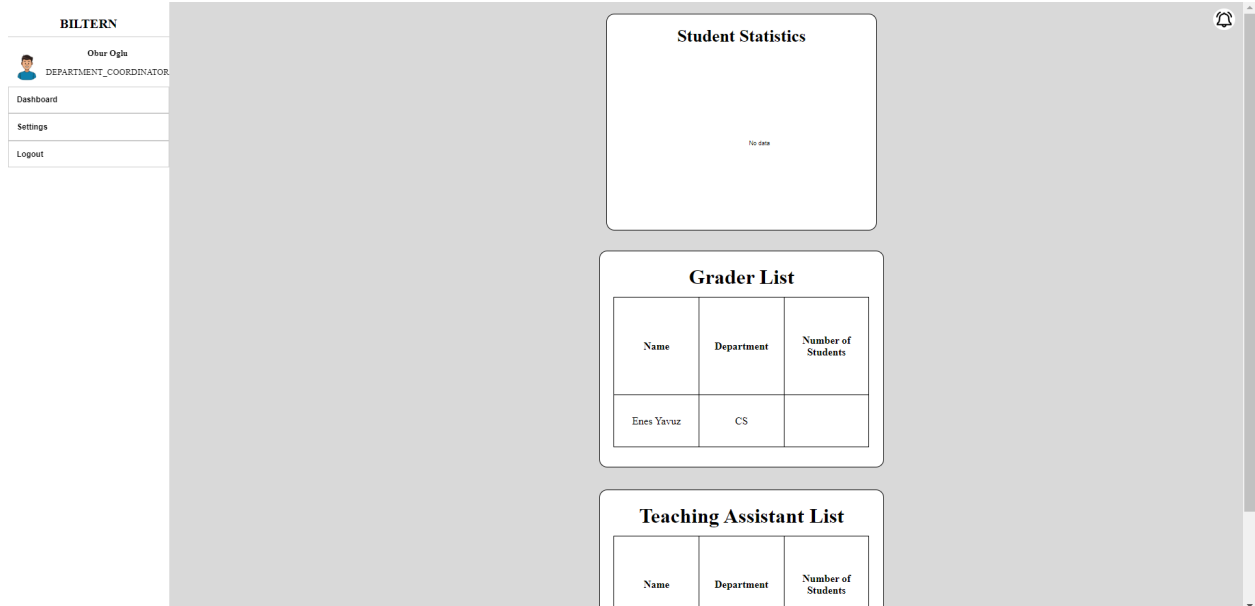 BILTERN
Obur Oglu
DEPARTMENT_COORDINATOR
Dashboard
Settings
Logout
Student Statistics
No data
Grader List
Name
Department
Number of
Students
Enes Yavuz
CS
Teaching Assistant List
Name
Department
Number of
Students